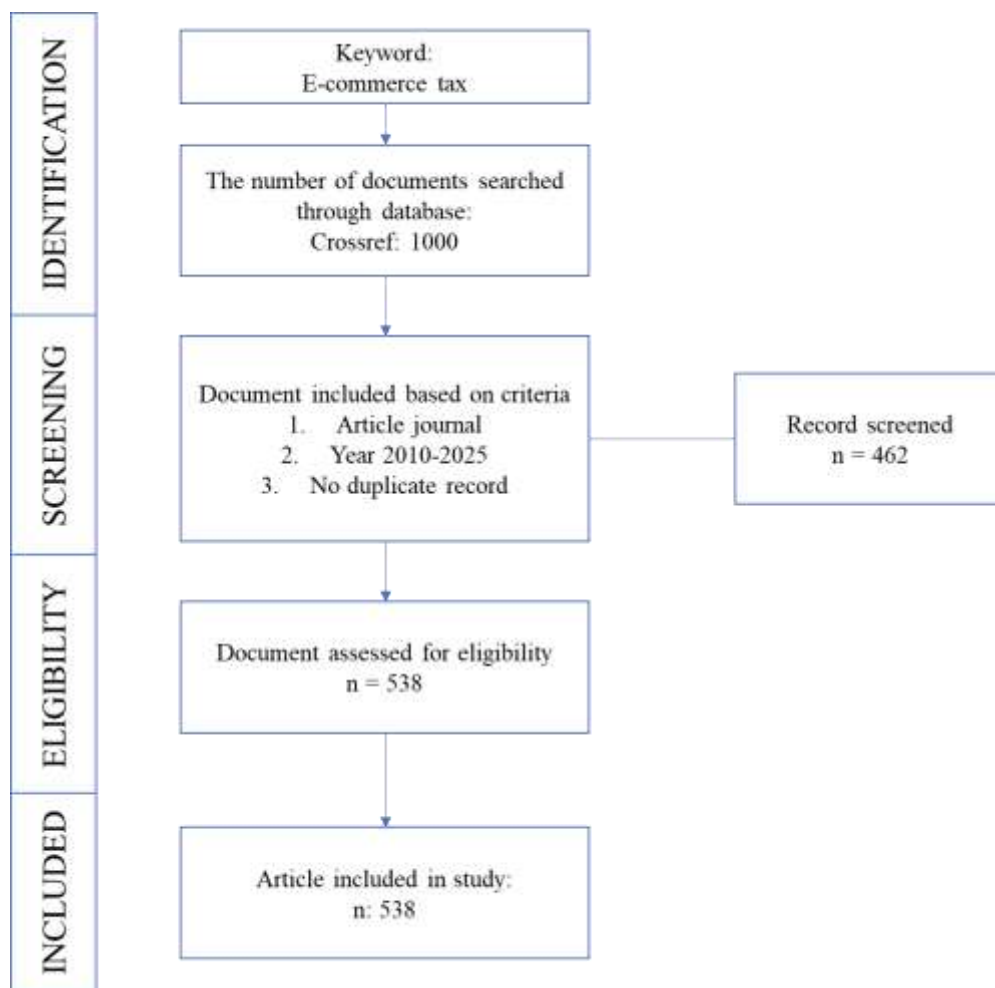 IDENTIFICATION
Keyword:
E-commerce tax
The number of documents searched
through database:
Crossref: 1000
SCREENING
Document included based on criteria
1. Article journal
2. Year 2010-2025
3. No duplicate record
Record screened
n = 462
ELIGIBILITY
Document assessed for eligibility
n = 538
INCLUDED
Article included in study:
n: 538